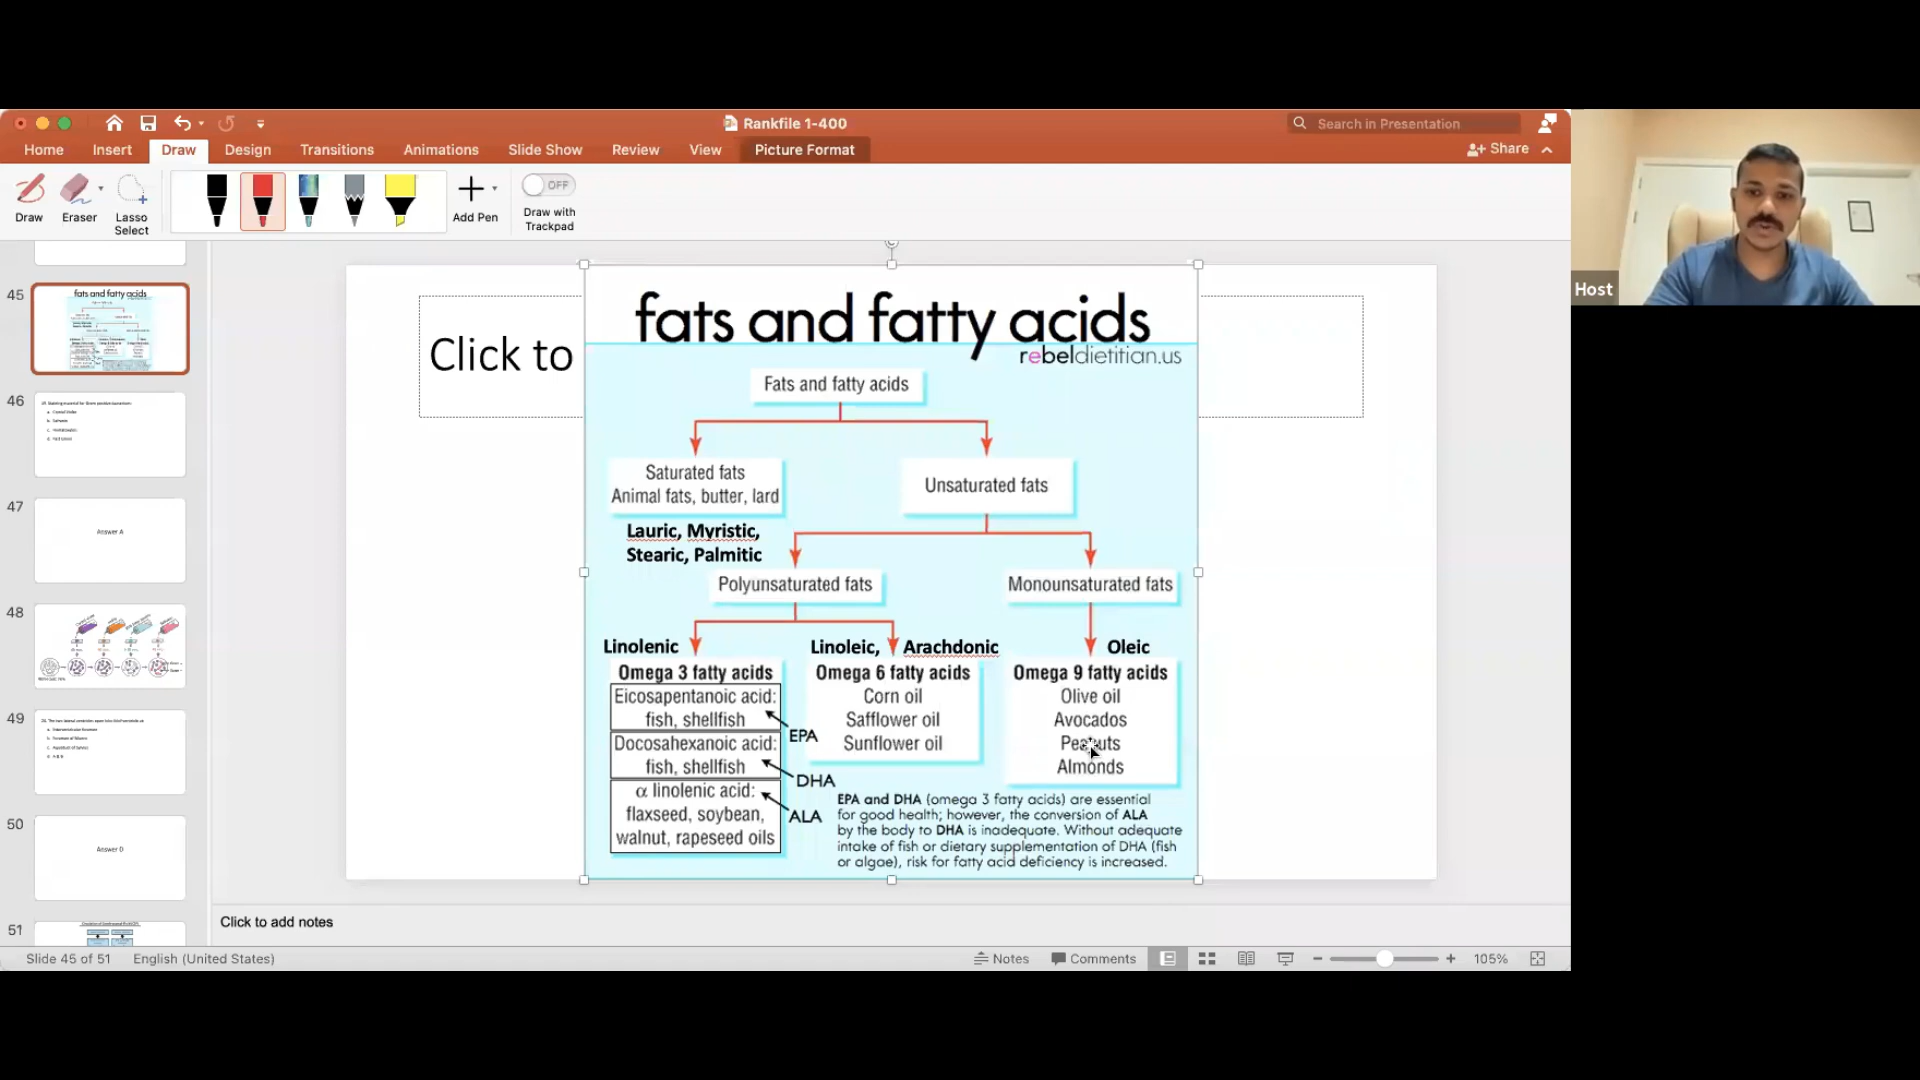 Rankfile 1-400
Search in Presentation
Home Insert Draw Design Transitions Animations Slide Show Review View Picture Format Share
Draw
Eraser
Lasso
Select
Add Pen
OFF
Draw with
Trackpad
45
fats and fatty acids
46
47
Answer A
48
49
50
Answer D
51
Click to
fats and fatty acids
rebeldietitian.us
Fats and fatty acids
Saturated fats
Animal fats, butter, lard
Unsaturated fats
Lauric, Myristic,
Stearic, Palmitic
Polyunsaturated fats
Monounsaturated fats
Linolenic
Linoleic, Arachdonic
Oleic
Omega 3 fatty acids
Eicosapentanoic acid:
fish, shellfish
EPA
Docosahexanoic acid:
fish, shellfish
DHA
α linolenic acid:
flaxseed, soybean,
walnut, rapeseed oils
ALA
Omega 6 fatty acids
Corn oil
Safflower oil
Sunflower oil
Omega 9 fatty acids
Olive oil
Avocados
Peanuts
Almonds
EPA and DHA (omega 3 fatty acids) are essential
for good health; however, the conversion of ALA
by the body to DHA is inadequate. Without adequate
intake of fish or dietary supplementation of DHA (fish
or algae), risk for fatty acid deficiency is increased.
Click to add notes
Slide 45 of 51 English (United States) Notes Comments 105%
Host